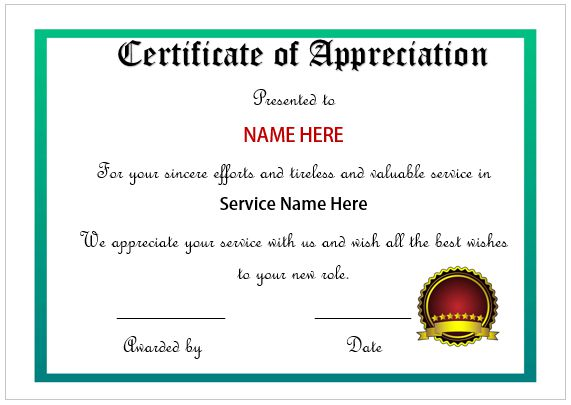 Certificate of Appreciation
Presented to
NAME HERE
For your sincere efforts and tireless and valuable service in
Service Name Here
We appreciate your service with us and wish all the best wishes
to your new role.
Awarded by Date